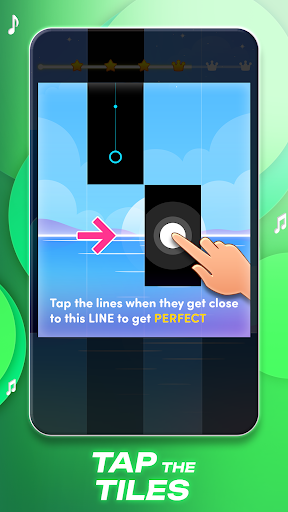 Tap the lines when they get close
to this LINE to get PERFECT
TAP THE
TILES